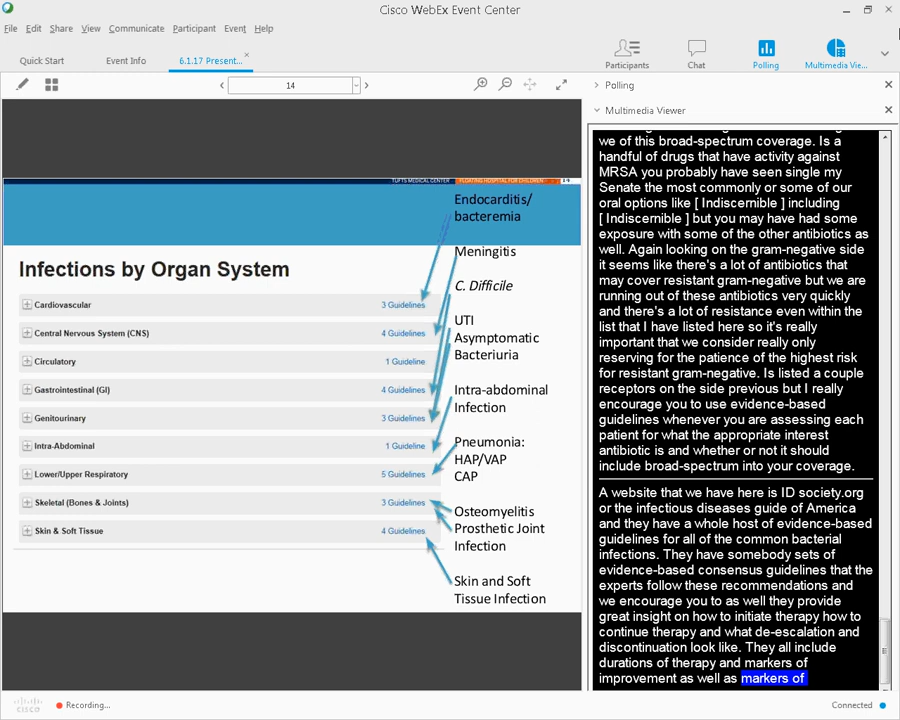 Cisco WebEx Event Center
File Edit Share View Communicate Participant Event Help
Quick Start Event Info 6.1.17 Present...
Participants Chat Polling Multimedia Vie...
14
Polling
Multimedia Viewer
TUFTS MEDICAL CENTER FLOATING HOSPITAL FOR CHILDREN 14
Infections by Organ System
Cardiovascular 3 Guidelines
Central Nervous System (CNS) 4 Guidelines
Circulatory 1 Guideline
Gastrointestinal (GI) 4 Guidelines
Genitourinary 3 Guidelines
Intra-Abdominal 1 Guideline
Lower/Upper Respiratory 5 Guidelines
Skeletal (Bones & Joints) 3 Guidelines
Skin & Soft Tissue 4 Guidelines
Endocarditis/
bacteremia
Meningitis
C. Difficile
UTI
Asymptomatic
Bacteriuria
Intra-abdominal
Infection
Pneumonia:
HAP/VAP
CAP
Osteomyelitis
Prosthetic Joint
Infection
Skin and Soft
Tissue Infection
we of this broad-spectrum coverage. Is a
handful of drugs that have activity against
MRSA you probably have seen single my
Senate the most commonly or some of our
oral options like [ Indiscernible ] including
[ Indiscernible ] but you may have had some
exposure with some of the other antibiotics as
well. Again looking on the gram-negative side
it seems like there's a lot of antibiotics that
may cover resistant gram-negative but we are
running out of these antibiotics very quickly
and there's a lot of resistance even within the
list that I have listed here so it's really
important that we consider really only
reserving for the patience of the highest risk
for resistant gram-negative. Is listed a couple
receptors on the side previous but I really
encourage you to use evidence-based
guidelines whenever you are assessing each
patient for what the appropriate interest
antibiotic is and whether or not it should
include broad-spectrum into your coverage.
A website that we have here is ID society.org
or the infectious diseases guide of America
and they have a whole host of evidence-based
guidelines for all of the common bacterial
infections. They have somebody sets of
evidence-based consensus guidelines that the
experts follow these recommendations and
we encourage you to as well they provide
great insight on how to initiate therapy how to
continue therapy and what de-escalation and
discontinuation look like. They all include
durations of therapy and markers of
improvement as well as markers of
cisco Recording... Connected